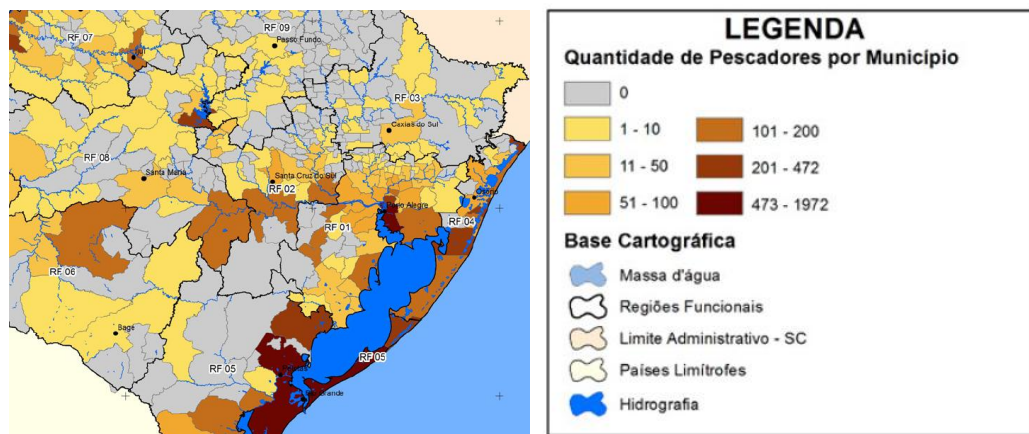 RF 09
RF 07
Passo Fundo
RF 03
Caxias do Sul
RF 08
Santa Maria
Santa Cruz do Sul
RF 02
Osório
Porto Alegre
RF 04
RF 01
RF 06
Bagé
RF 05
RF 05
LEGENDA
Quantidade de Pescadores por Município
0
1 - 10
101 - 200
11 - 50
201 - 472
51 - 100
473 - 1972
Base Cartográfica
Massa d'água
Regiões Funcionais
Limite Administrativo - SC
Países Limítrofes
Hidrografia